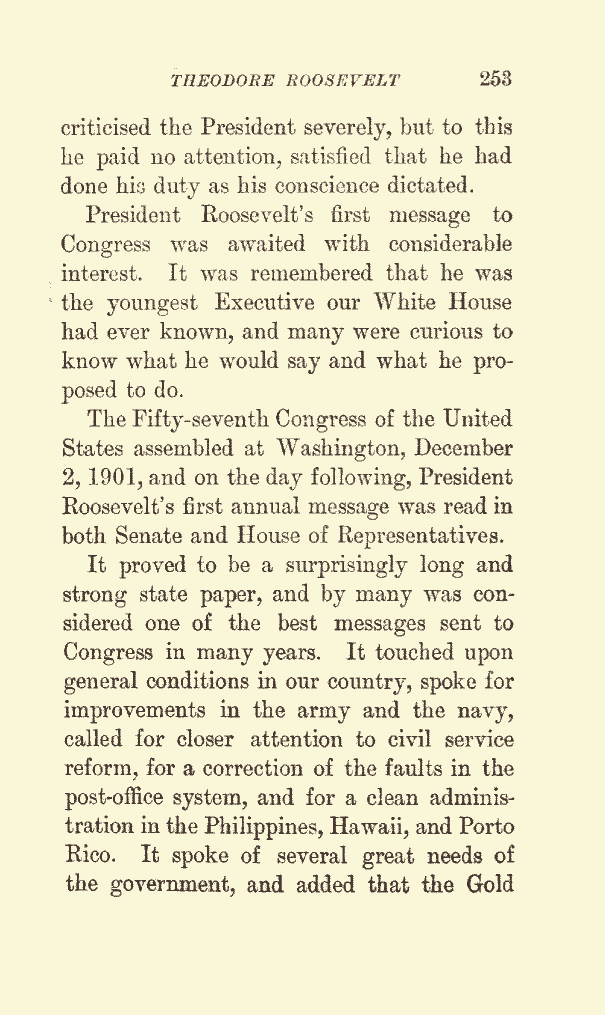 THEODORE ROOSEVELT 253
criticised the President severely, but to this
he paid no attention, satisfied that he had
done his duty as his conscience dictated.
President Roosevelt's first message to
Congress was awaited with considerable
interest. It was remembered that he was
the youngest Executive our White House
had ever known, and many were curious to
know what he would say and what he pro-
posed to do.
The Fifty-seventh Congress of the United
States assembled at Washington, December
2, 1901, and on the day following, President
Roosevelt's first annual message was read in
both Senate and House of Representatives.
It proved to be a surprisingly long and
strong state paper, and by many was con-
sidered one of the best messages sent to
Congress in many years. It touched upon
general conditions in our country, spoke for
improvements in the army and the navy,
called for closer attention to civil service
reform, for a correction of the faults in the
post-office system, and for a clean adminis-
tration in the Philippines, Hawaii, and Porto
Rico. It spoke of several great needs of
the government, and added that the Gold